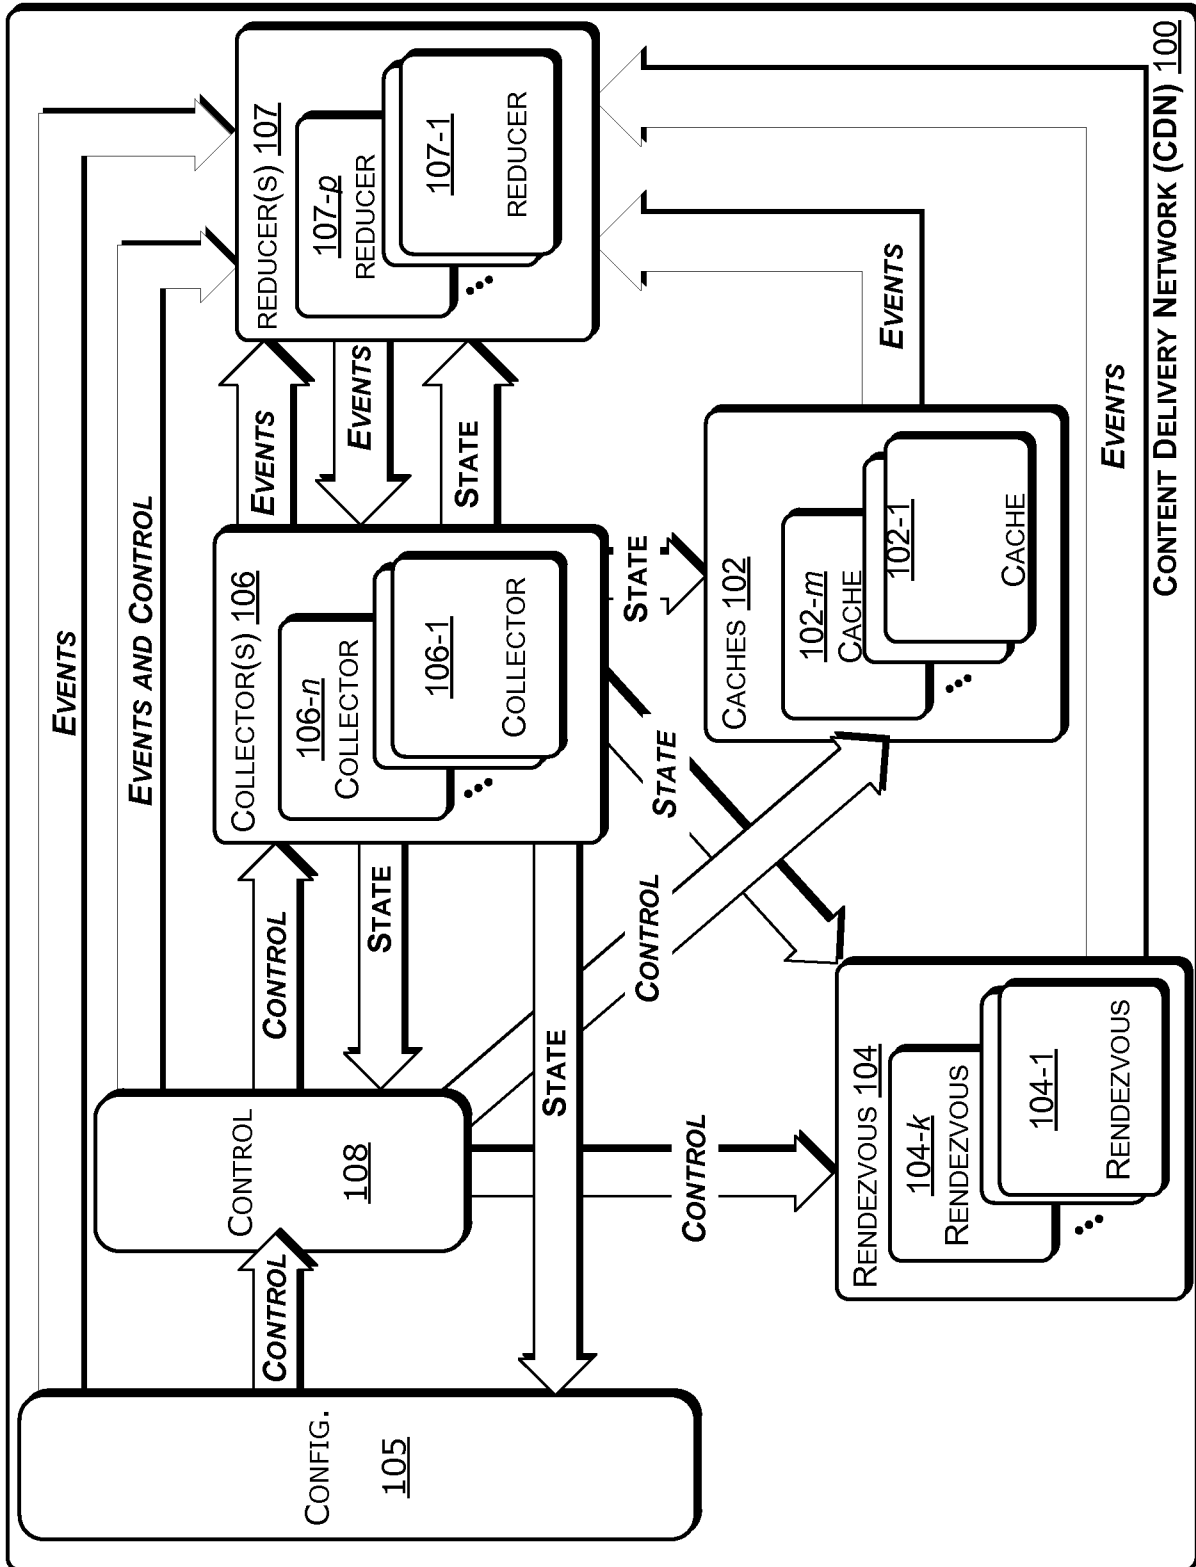 EVENTS
EVENTS AND CONTROL
CONFIG.
105
CONTROL
CONTROL
108
CONTROL
STATE
STATE
COLLECTOR(S) 106
106-n
COLLECTOR
106-1
COLLECTOR
•••
EVENTS
EVENTS
STATE
REDUCER(S) 107
107-p
REDUCER
107-1
REDUCER
•••
CONTROL
CONTROL
STATE
STATE
RENDEZVOUS 104
104-k
RENDEZVOUS
104-1
RENDEZVOUS
•••
CACHES 102
102-m
CACHE
102-1
CACHE
•••
EVENTS
EVENTS
CONTENT DELIVERY NETWORK (CDN) 100